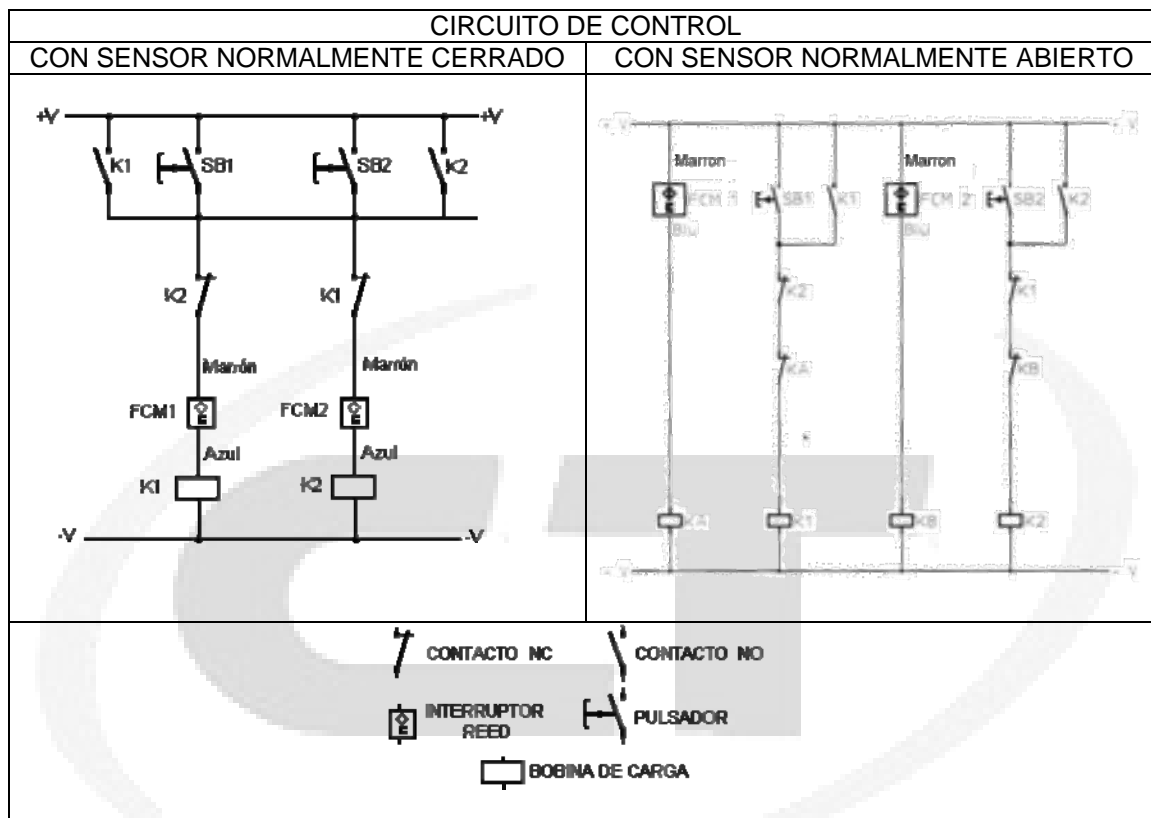 CIRCUITO DE CONTROL
CON SENSOR NORMALMENTE CERRADO
CON SENSOR NORMALMENTE ABIERTO
+V +V
K1 SB1 SB2 K2
K2 K1
Marrón Marrón
FCM1 FCM2
Azul Azul
K1 K2
-V -V
+ V + V
Marron Marron
FCM 1 SB1 K1 FCM 2 SB2 K2
Blu Blu
K2 K1
KA KB
KA K1 KB K2
- V - V
CONTACTO NC CONTACTO NO
INTERRUPTOR
REED
PULSADOR
BOBINA DE CARGA